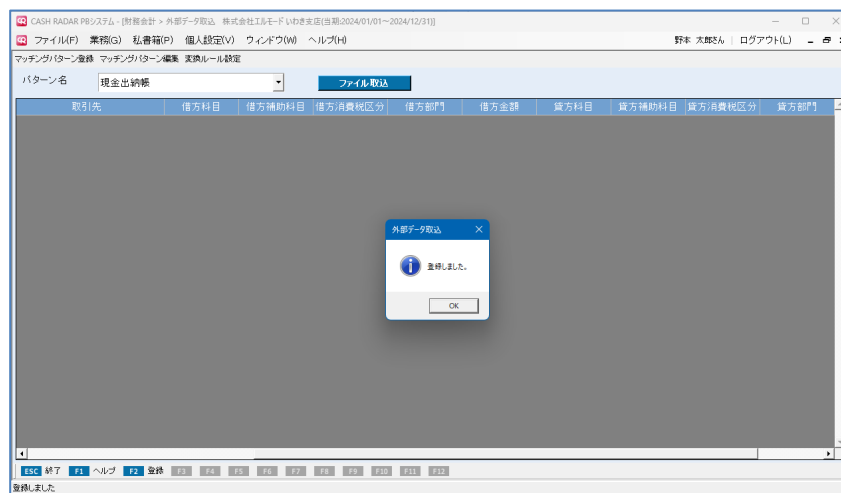 CASH RADAR PBシステム - [財務会計 > 外部データ取込 株式会社エルモード いわき支店(当期:2024/01/01～2024/12/31)]
ファイル(F) 業務(G) 私書箱(P) 個人設定(V) ウィンドウ(W) ヘルプ(H) 野本 太郎さん ログアウト(L)
マッチングパターン登録 マッチングパターン編集 変換ルール設定
パターン名 現金出納帳 ファイル取込
取引先 借方科目 借方補助科目 借方消費税区分 借方部門 借方金額 貸方科目 貸方補助科目 貸方消費税区分 貸方部門
外部データ取込
登録しました。
OK
ESC 終了 F1 ヘルプ F2 登録 F3 F4 F5 F6 F7 F8 F9 F10 F11 F12
登録しました